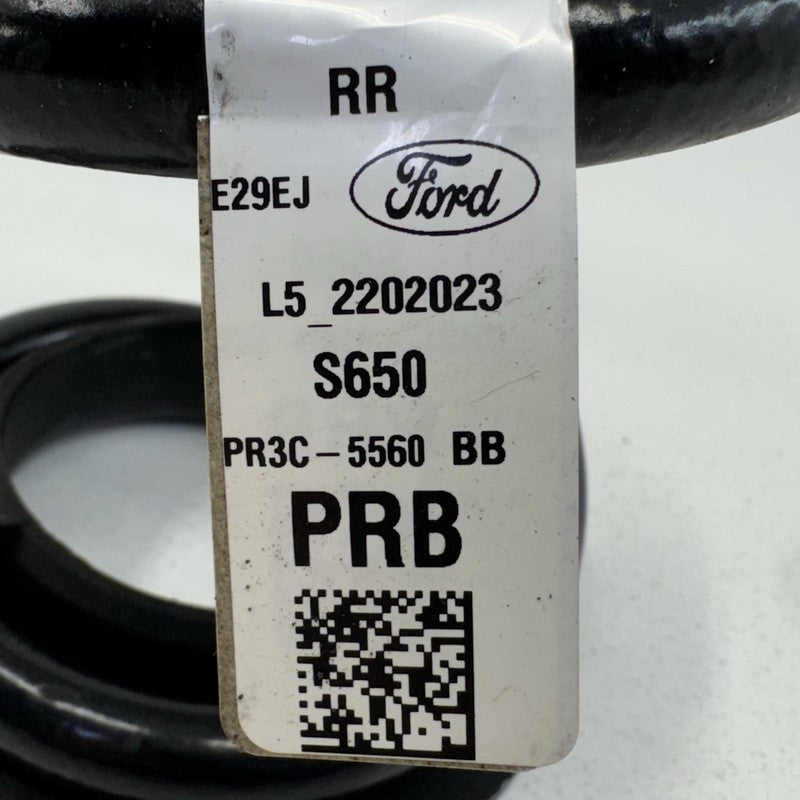 RR
E29EJ Ford
L5_2202023
S650
PR3C-5560 BB
PRB